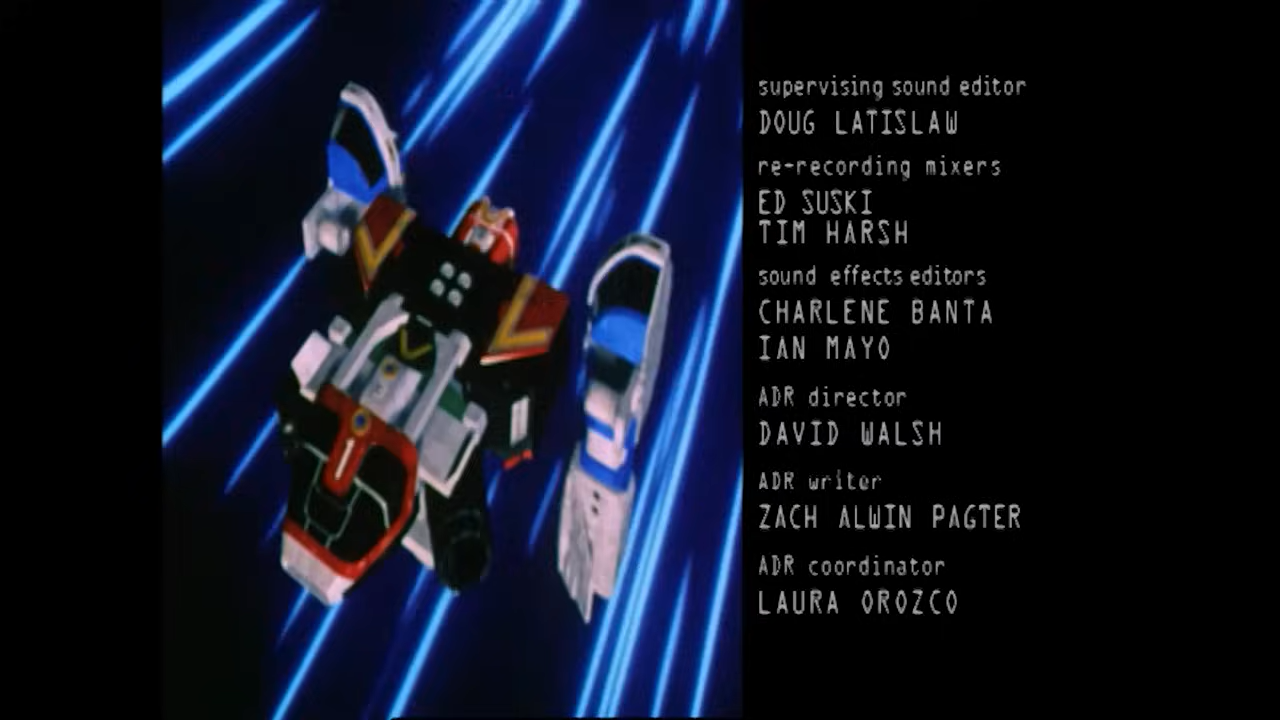 supervising sound editor
DOUG LATISLAW
re-recording mixers
ED SUSKI
TIM HARSH
sound effects editors
CHARLENE BANTA
IAN MAYO
ADR director
DAVID WALSH
ADR writer
ZACH ALWIN PAGTER
ADR coordinator
LAURA OROZCO